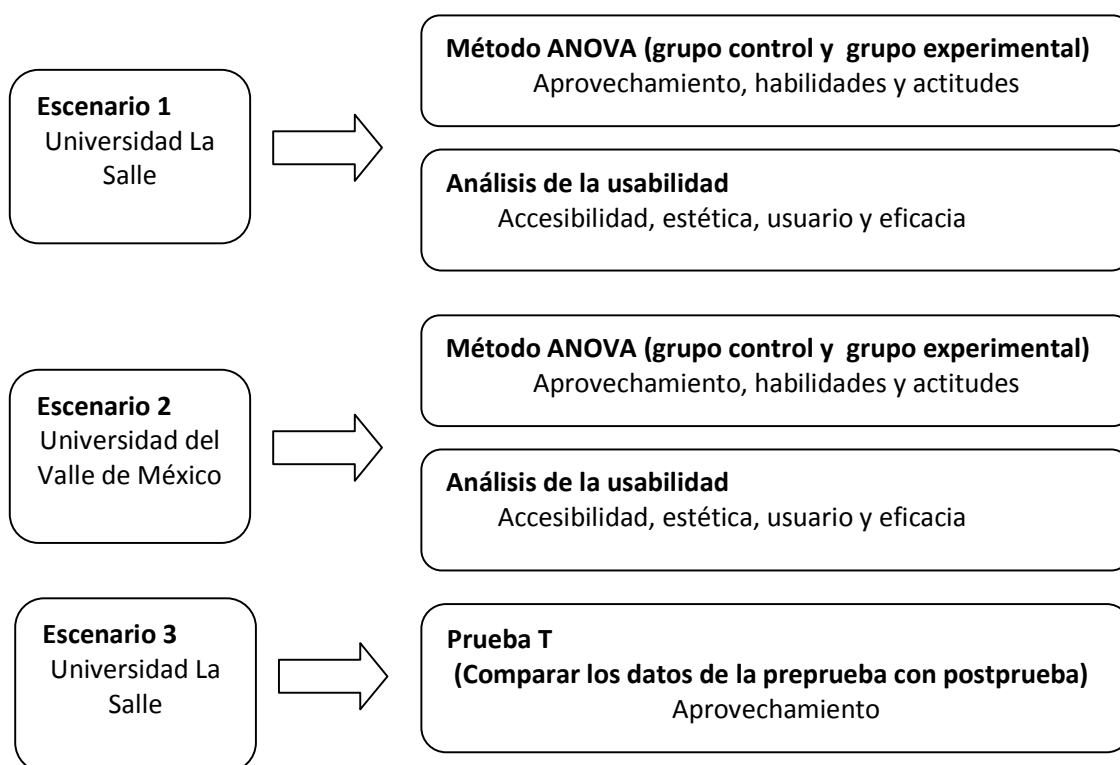 Escenario 1
Universidad La
Salle
Método ANOVA (grupo control y grupo experimental)
Aprovechamiento, habilidades y actitudes
Análisis de la usabilidad
Accesibilidad, estética, usuario y eficacia
Escenario 2
Universidad del
Valle de México
Método ANOVA (grupo control y grupo experimental)
Aprovechamiento, habilidades y actitudes
Análisis de la usabilidad
Accesibilidad, estética, usuario y eficacia
Escenario 3
Universidad La
Salle
Prueba T
(Comparar los datos de la preprueba con postprueba)
Aprovechamiento